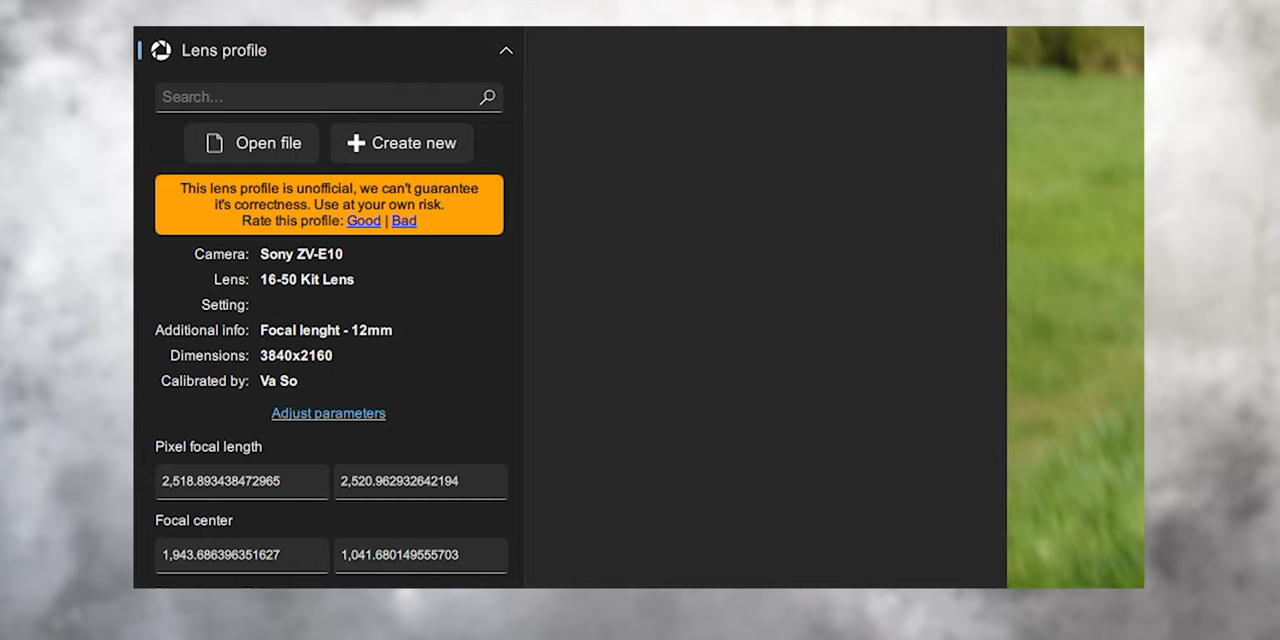 Lens profile
Search...
Open file
Create new
This lens profile is unofficial, we can't guarantee
it's correctness. Use at your own risk.
Rate this profile: Good | Bad
Camera: Sony ZV-E10
Lens: 16-50 Kit Lens
Setting:
Additional info: Focal lenght - 12mm
Dimensions: 3840x2160
Calibrated by: Va So
Adjust parameters
Pixel focal length
2,518.893438472965
2,520.962932642194
Focal center
1,943.686396351627
1,041.680149555703